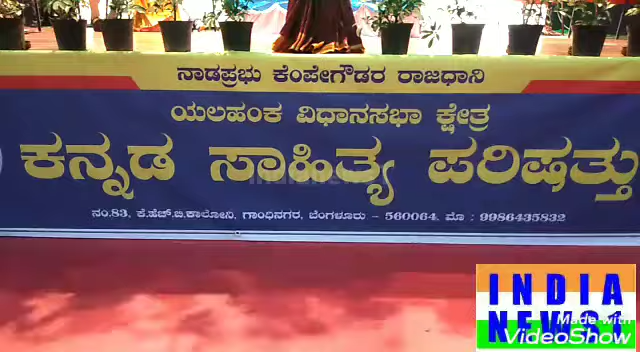 ನಾಡಪ್ರಭು ಕೆಂಪೇಗೌಡರ ರಾಜಧಾನಿ
ಯಲಹಂಕ ವಿಧಾನಸಭಾ ಕ್ಷೇತ್ರ
ಕನ್ನಡ ಸಾಹಿತ್ಯ ಪರಿಷತ್ತು
ನಂ.83, ಕೆ.ಹೆಚ್.ಬಿ.ಕಾಲೋನಿ, ಗಾಂಧಿನಗರ, ಬೆಂಗಳೂರು - 560064. ಮೊ : 9986435832
INDIA
NEWS1
Made with
VideoShow